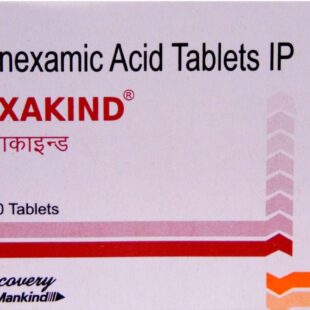 nexamic Acid Tablets IP
XAKIND®
ाकाइन्ड
0 Tablets
covery
Mankind